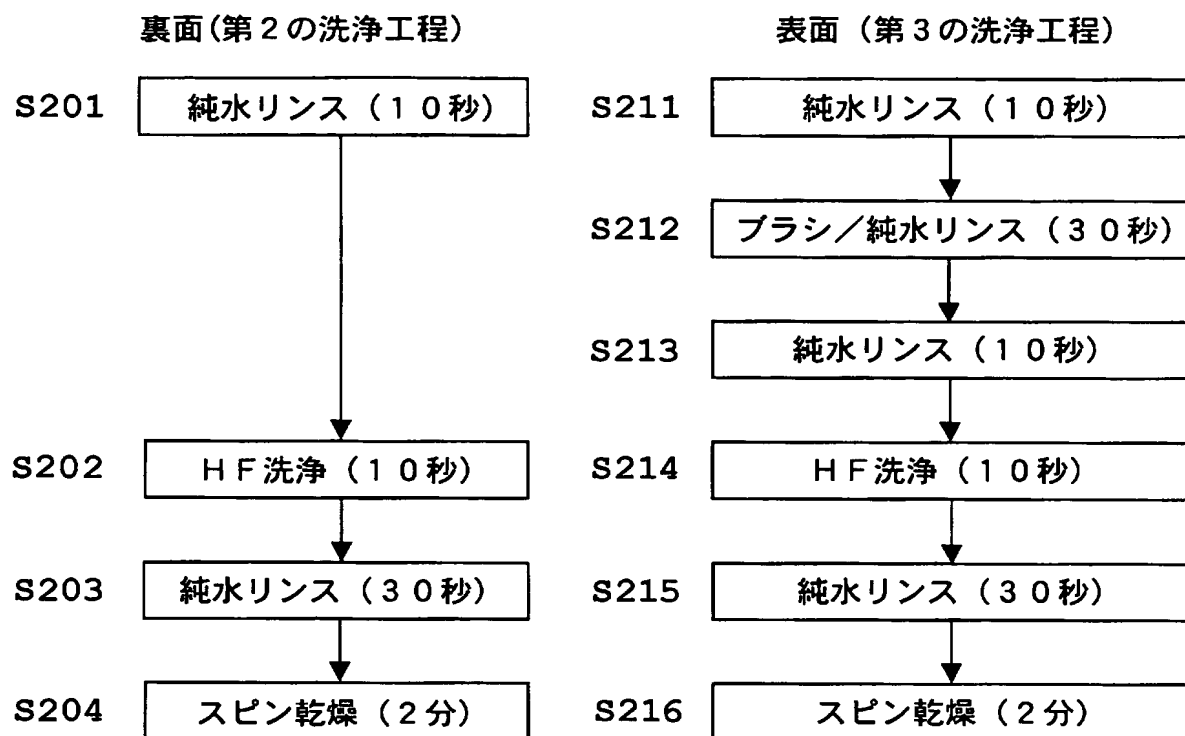 裏面(第2の洗浄工程)
S201 純水リンス(10秒)
S202 HF洗浄(10秒)
S203 純水リンス(30秒)
S204 スピン乾燥(2分)
表面(第3の洗浄工程)
S211 純水リンス(10秒)
S212 ブラシ/純水リンス(30秒)
S213 純水リンス(10秒)
S214 HF洗浄(10秒)
S215 純水リンス(30秒)
S216 スピン乾燥(2分)